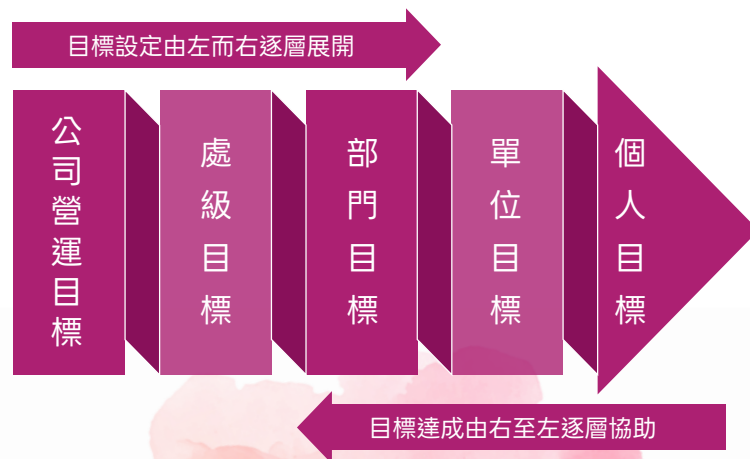 目標設定由左而右逐層展開
公司營運目標
處級目標
部門目標
單位目標
個人目標
目標達成由右至左逐層協助